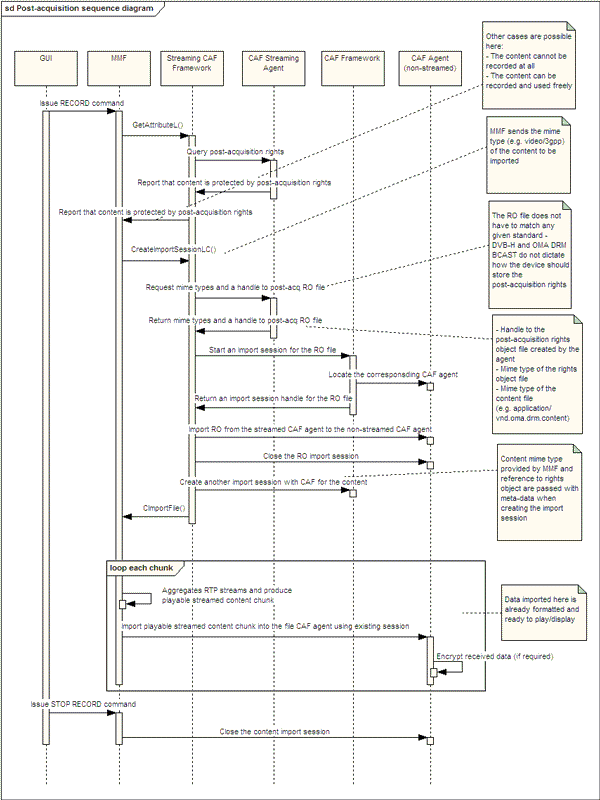 sd Post-acquisition sequence diagram
Other cases are possible
here:
- The content cannot be
recorded at all
- The content can be
recorded and used freely
GUI
MMF
Streaming CAF
Framework
CAF Streaming
Agent
CAF Framework
CAF Agent
(non-streamed)
Issue RECORD command
GetAttributeL()
MMF sends the mime
type (e.g. video/3gpp)
of the content to be
imported
Query post-acquisition rights
Report that content is protected by post-acquisition rights
Report that content is protected by post-acquisition rights
The RO file does not
have to match any
given standard -
DVB-H and OMA DRM
BCAST do not dictate
how the device should
store the
post-acquisition rights
CreateImportSessionLC()
Request mime types and a handle to post-acq RO file
Return mime types and a handle to post-acq RO file
- Handle to the
post-acquisition rights
object file created by the
agent
- Mime type of the rights
object file
- Mime type of the
content file
(e.g. application/
vnd.oma.drm.content)
Start an import session for the RO file
Locate the corresponsding CAF agent
Return an import session handle for the RO file
Import RO from the streamed CAF agent to the non-streamed CAF agent
Close the RO import session
Content mime type
provided by MMF and
reference to rights
object are passed with
meta-data when
creating the import
session
Create another import session with CAF for the content
CImportFile()
loop each chunk
Aggregates RTP streams and produce
playable streamed content chunk
Data imported here is
already formatted and
ready to play/display
Import playable streamed content chunk into the file CAF agent using existing session
Encrypt received data (if required)
Issue STOP RECORD command
Close the content import session